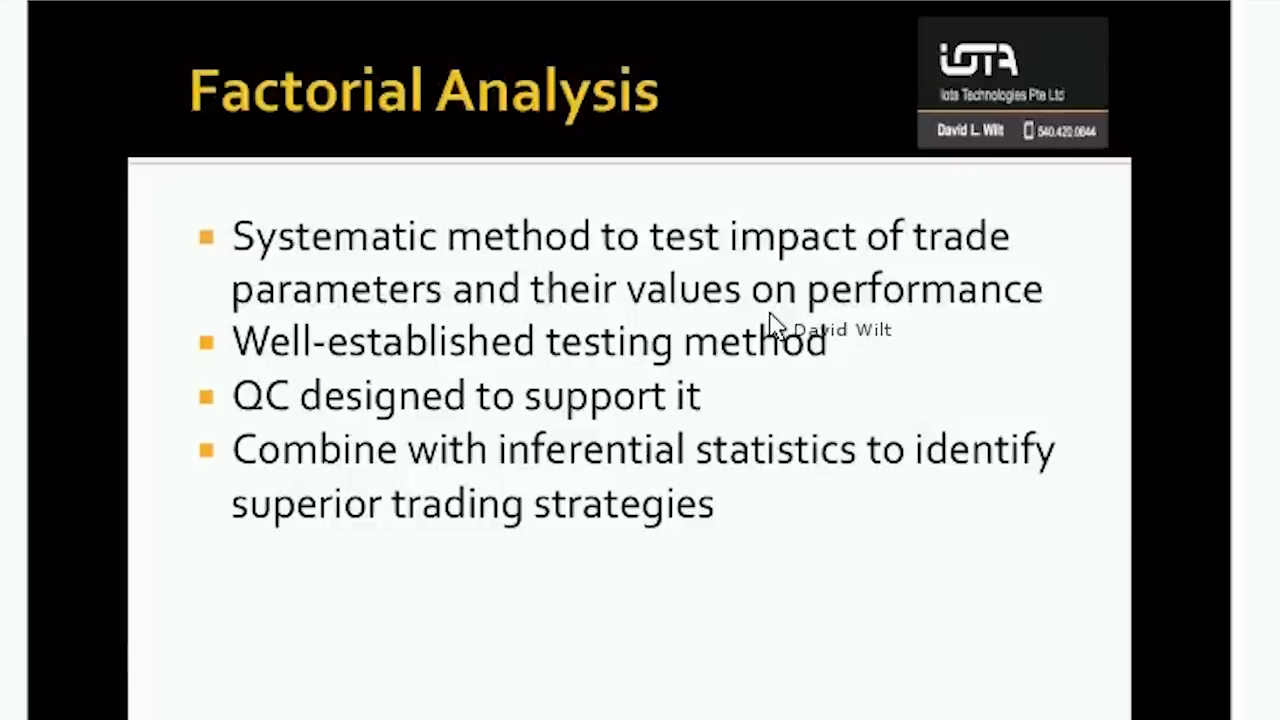 Factorial Analysis
IOTA
Iota Technologies Pte Ltd
David L. Wilt 540.420.0844
Systematic method to test impact of trade
parameters and their values on performance
David Wilt
Well-established testing method
QC designed to support it
Combine with inferential statistics to identify
superior trading strategies